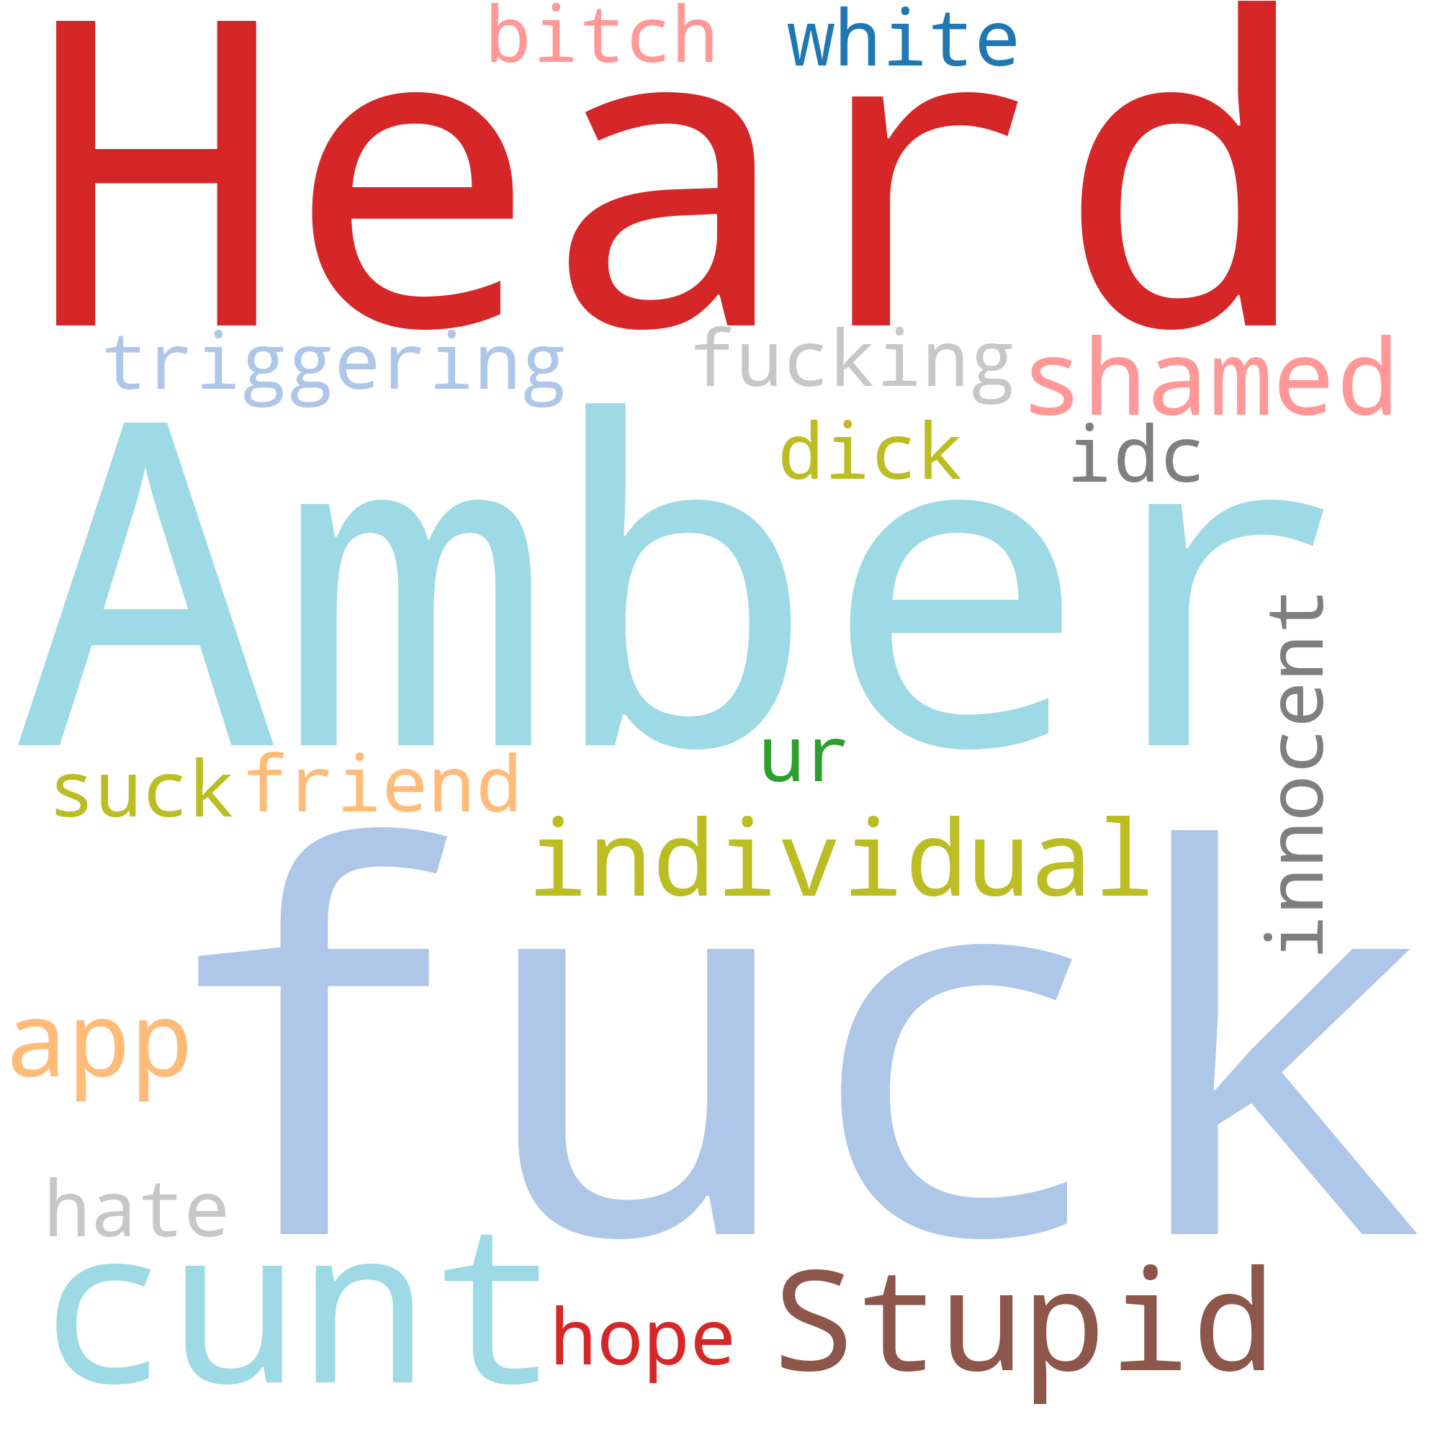 bitch white
Heard
triggering fucking shamed
dick idc
Amber
innocent
suck friend ur
individual
fuck
app
hate
cunt hope Stupid